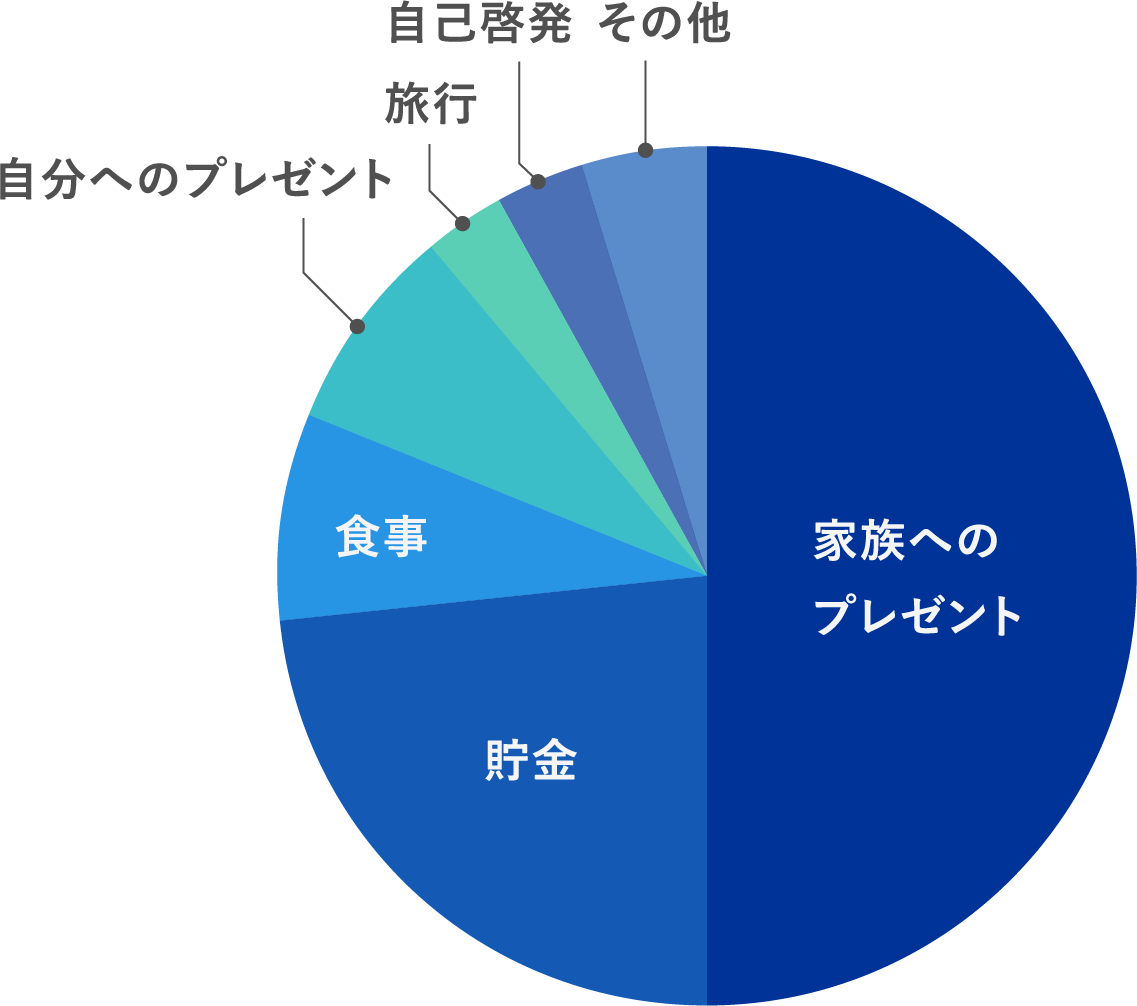 自己啓発 その他
旅行
自分へのプレゼント
食事
家族への
プレゼント
貯金